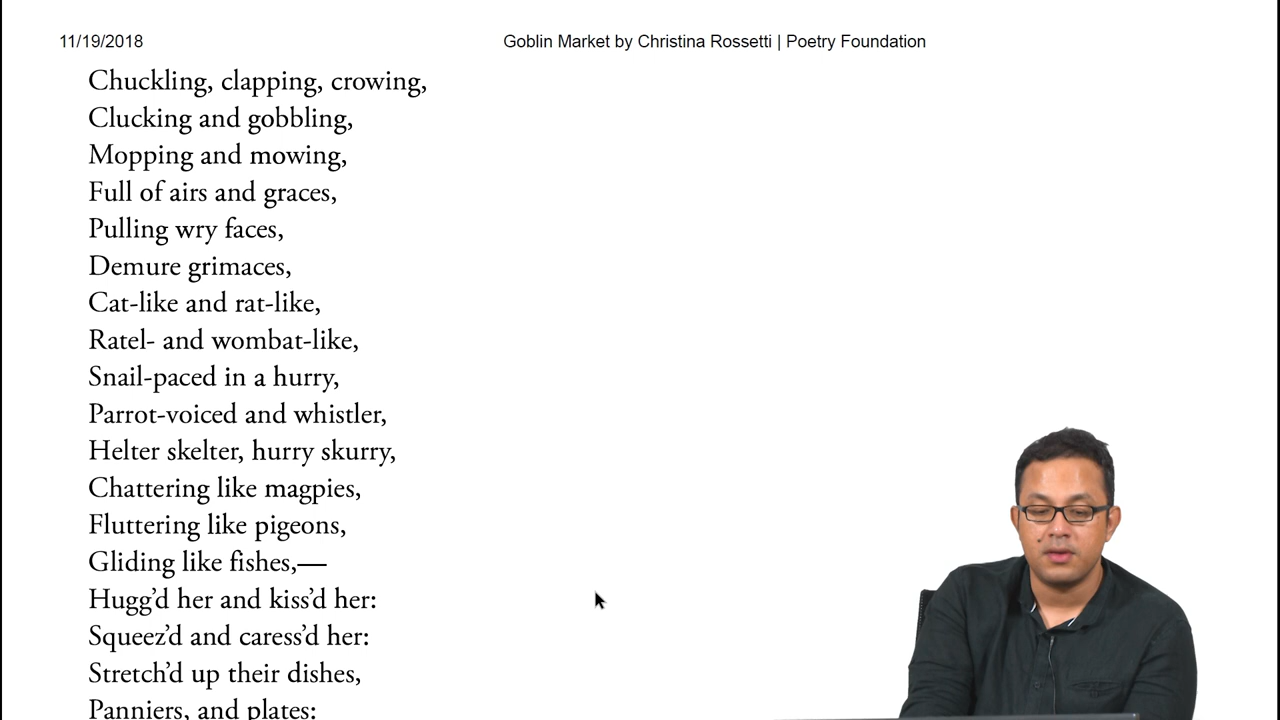 11/19/2018 Goblin Market by Christina Rossetti | Poetry Foundation
Chuckling, clapping, crowing,
Clucking and gobbling,
Mopping and mowing,
Full of airs and graces,
Pulling wry faces,
Demure grimaces,
Cat-like and rat-like,
Ratel- and wombat-like,
Snail-paced in a hurry,
Parrot-voiced and whistler,
Helter skelter, hurry skurry,
Chattering like magpies,
Fluttering like pigeons,
Gliding like fishes,—
Hugg’d her and kiss’d her:
Squeez’d and caress’d her:
Stretch’d up their dishes,
Panniers, and plates: